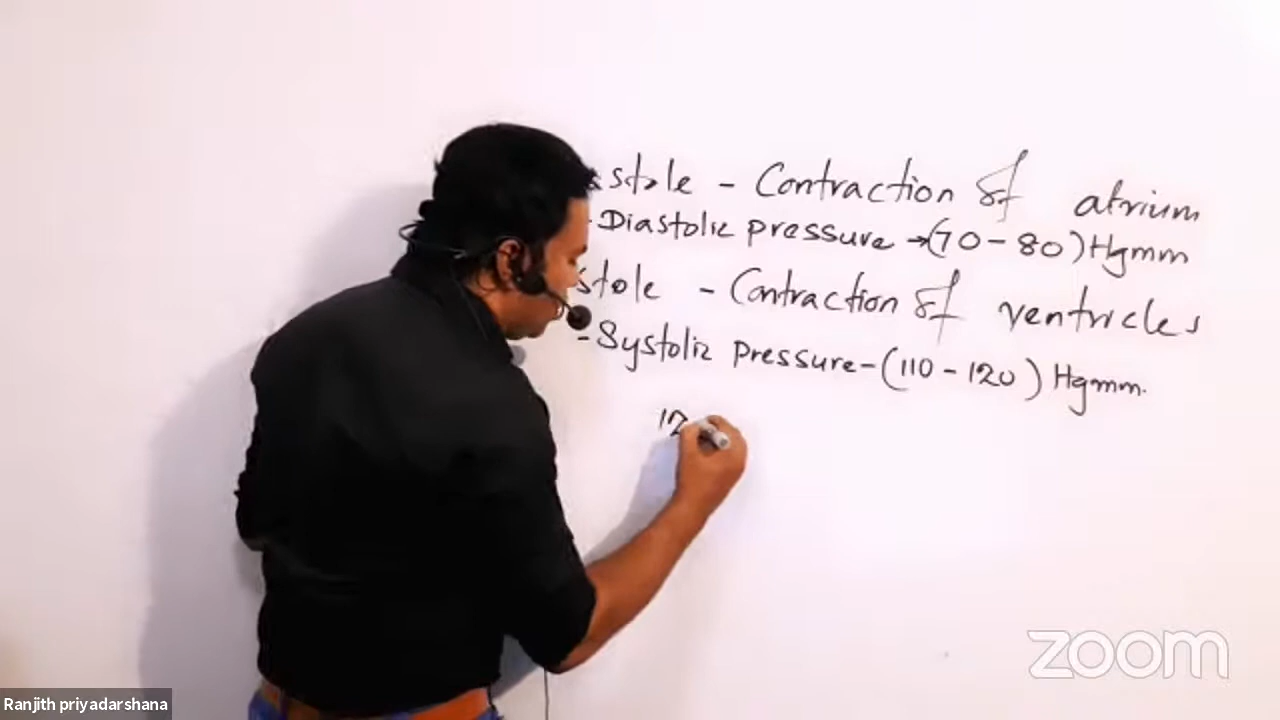 stole - Contraction of atrium
- Diastolic pressure → (70 - 80) Hgmm
stole - Contraction of ventricles
- Systolic pressure - (110 - 120) Hgmm.
12
zoom
Ranjith priyadarshana